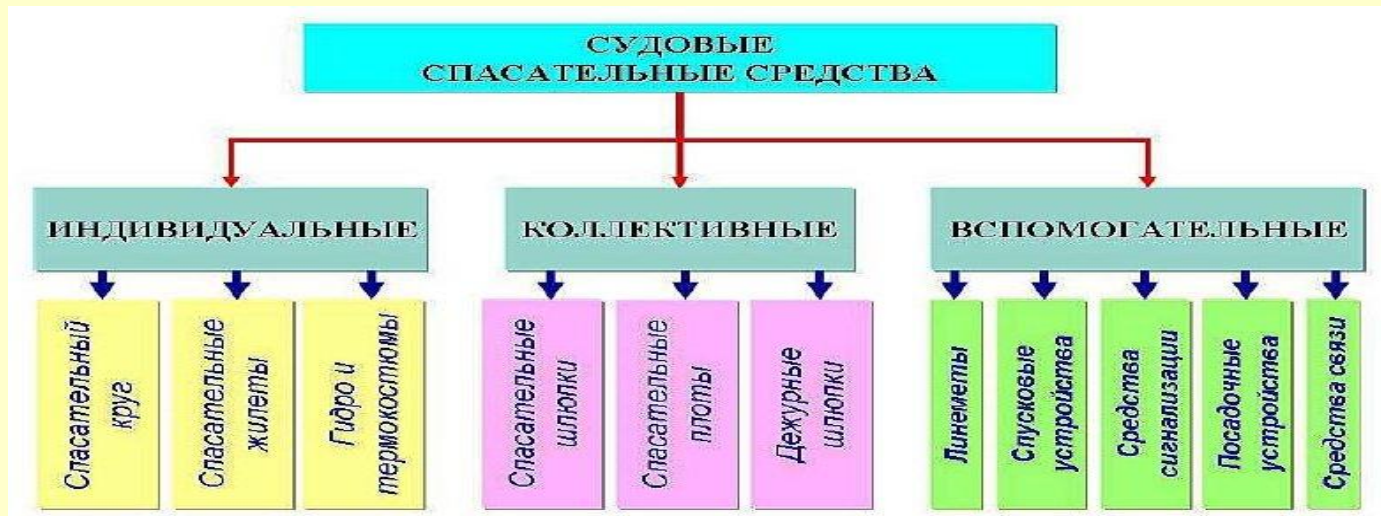 СУДОВЫЕ
СПАСАТЕЛЬНЫЕ СРЕДСТВА
ИНДИВИДУАЛЬНЫЕ
КОЛЛЕКТИВНЫЕ
ВСПОМОГАТЕЛЬНЫЕ
Спасательный
круг
Спасательные
жилеты
Гидро и
термокостюмы
Спасательные
шлюпки
Спасательные
плоты
Дежурные
шлюпки
Линеметы
Спусковые
устройства
Средства
сигнализации
Посадочные
устройства
Средства связи